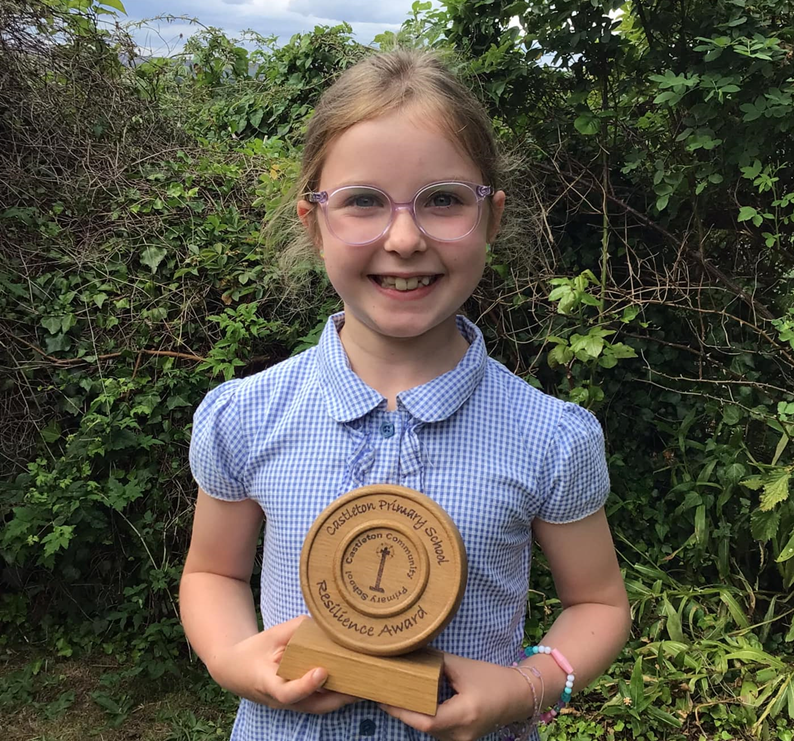 Castleton Primary School
Castleton Community
Primary School
Resilience Award